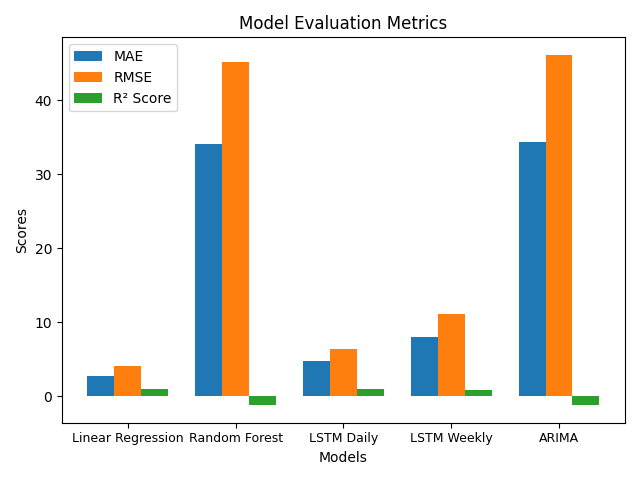 Model Evaluation Metrics
MAE
RMSE
R² Score
40
30
20
10
0
Scores
Linear Regression
Random Forest
LSTM Daily
LSTM Weekly
ARIMA
Models